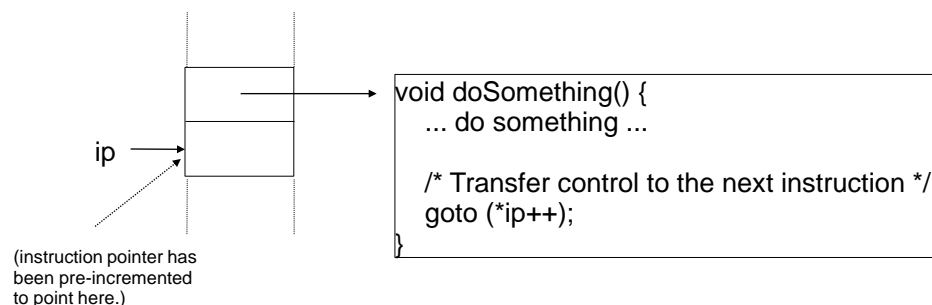 void doSomething() {
... do something ...
/* Transfer control to the next instruction */
goto (*ip++);
}
ip
(instruction pointer has
been pre-incremented
to point here.)